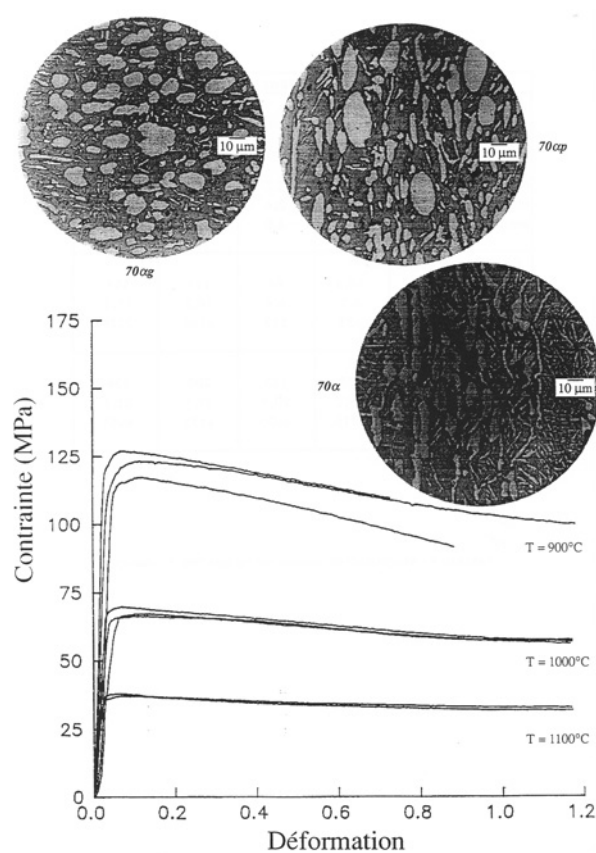 10 μm
10 μm
70αp
70αg
10 μm
70α
175
150
125
100
75
50
25
0
Contrainte (MPa)
T = 900°C
T = 1000°C
T = 1100°C
0.0
0.2
0.4
0.6
0.8
1.0
1.2
Déformation